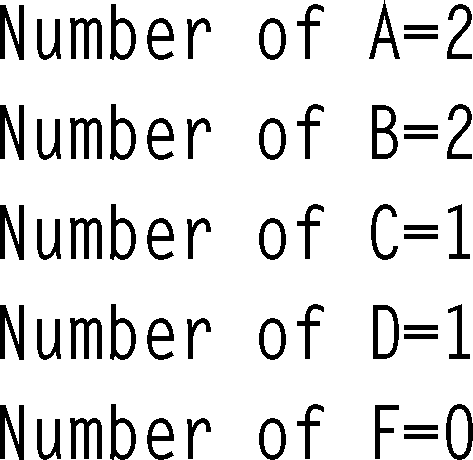 Number of A=2
Number of B=2
Number of C=1
Number of D=1
Number of F=0